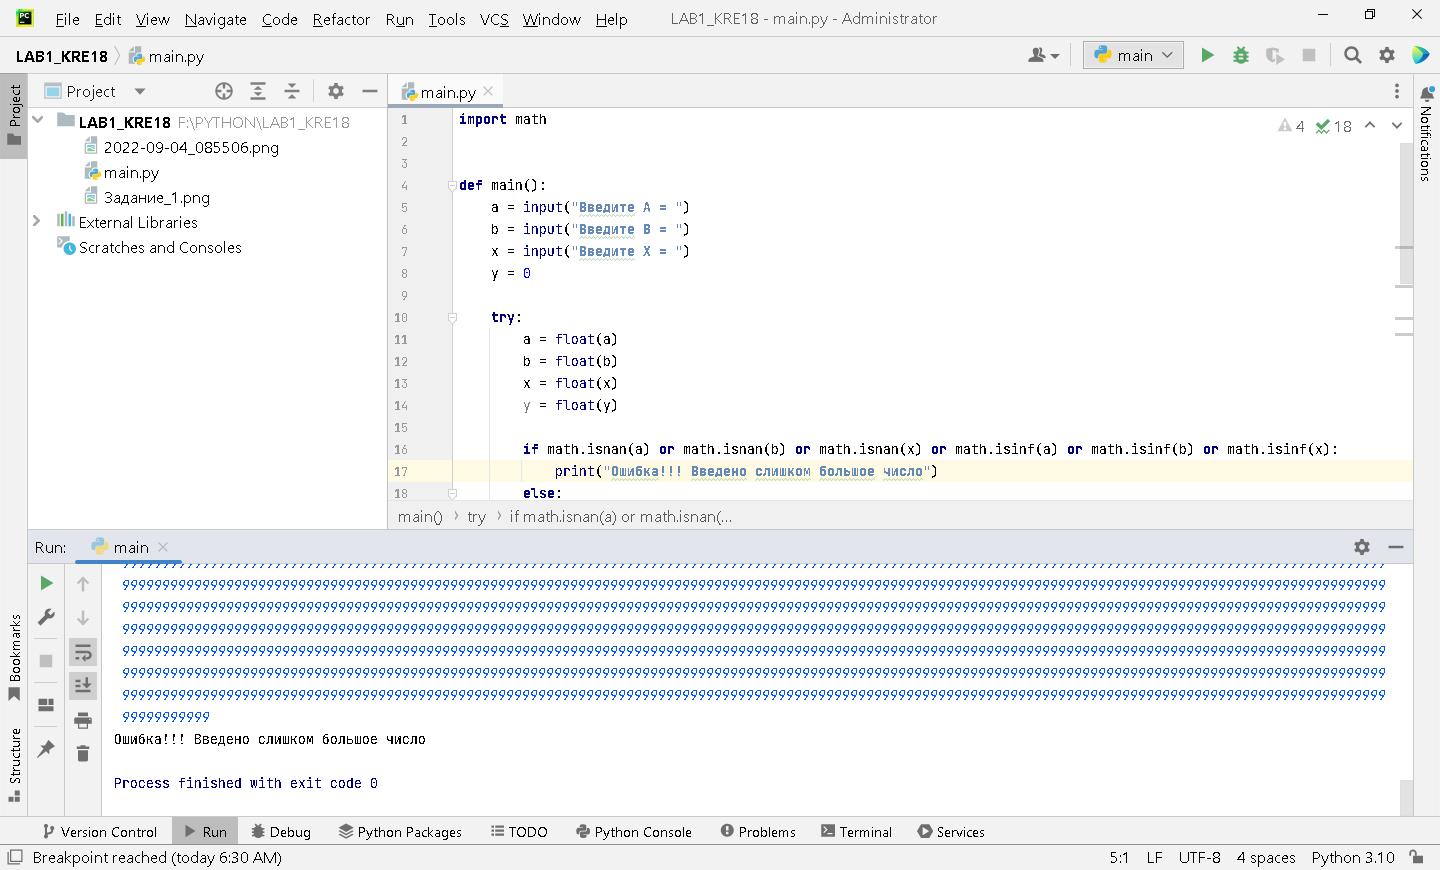 File Edit View Navigate Code Refactor Run Tools VCS Window Help LAB1_KRE18 - main.py - Administrator
LAB1_KRE18 main.py main
Project main.py
Project
LAB1_KRE18 F:\PYTHON\LAB1_KRE18
2022-09-04_085506.png
main.py
Задание_1.png
External Libraries
Scratches and Consoles
4 18
1 import math
2
3
4 def main():
5 a = input("Введите A = ")
6 b = input("Введите B = ")
7 x = input("Введите X = ")
8 y = 0
9
10 try:
11 a = float(a)
12 b = float(b)
13 x = float(x)
14 y = float(y)
15
16 if math.isnan(a) or math.isnan(b) or math.isnan(x) or math.isinf(a) or math.isinf(b) or math.isinf(x):
17 print("Ошибка!!! Введено слишком большое число")
18 else:
main() try if math.isnan(a) or math.isnan(...
Notifications
Run: main
99999999999
Ошибка!!! Введено слишком большое число
Process finished with exit code 0
Bookmarks
Structure
Version Control Run Debug Python Packages TODO Python Console Problems Terminal Services
Breakpoint reached (today 6:30 AM) 5:1 LF UTF-8 4 spaces Python 3.10